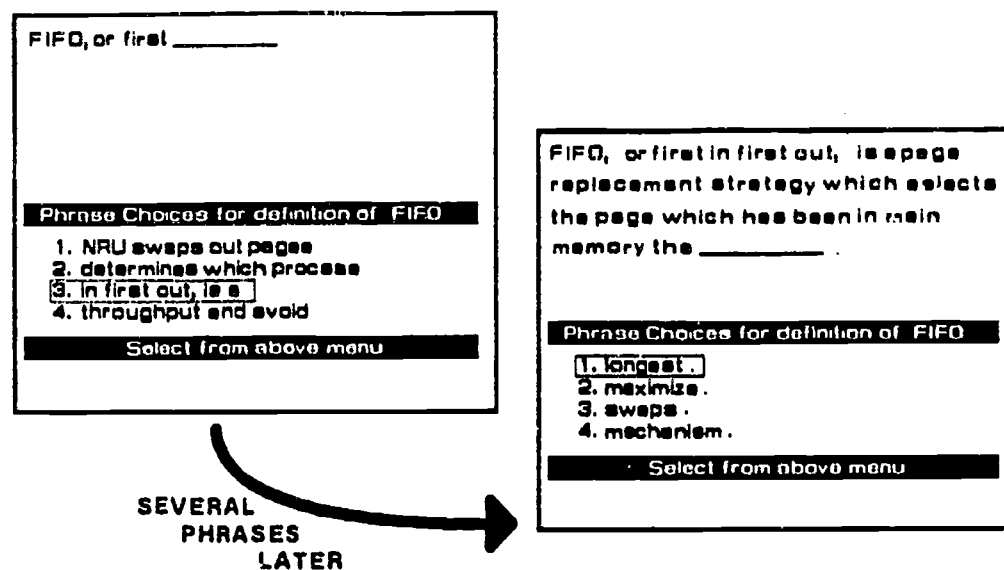 FIFO, or first ________
Phrase Choices for definition of FIFO
1. NRU swaps out pages
2. determines which process
3. in first out, is a
4. throughput and avoid
Select from above menu
SEVERAL
PHRASES
LATER
FIFO, or first in first out, is a page
replacement strategy which selects
the page which has been in main
memory the ________ .
Phrase Choices for definition of FIFO
1. longest .
2. maximize .
3. swaps .
4. mechanism .
Select from above menu